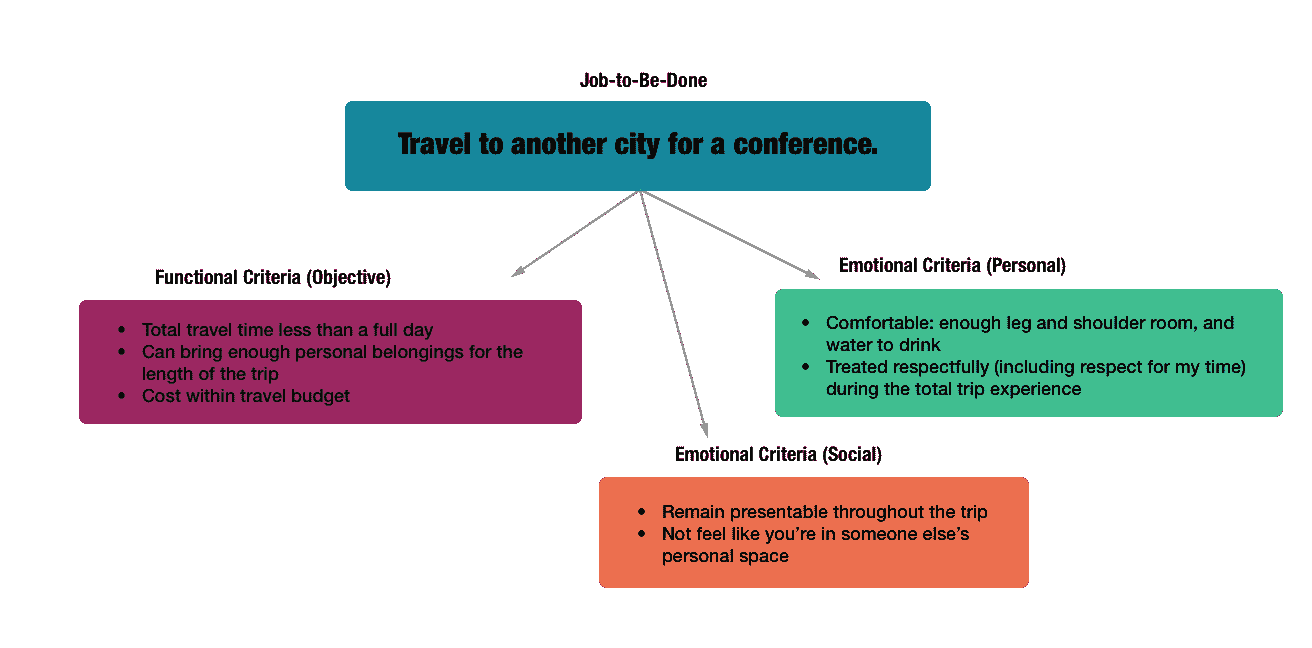 Job-to-Be-Done
Travel to another city for a conference.
Functional Criteria (Objective)
• Total travel time less than a full day
• Can bring enough personal belongings for the
length of the trip
• Cost within travel budget
Emotional Criteria (Personal)
• Comfortable: enough leg and shoulder room, and
water to drink
• Treated respectfully (including respect for my time)
during the total trip experience
Emotional Criteria (Social)
• Remain presentable throughout the trip
• Not feel like you’re in someone else’s
personal space